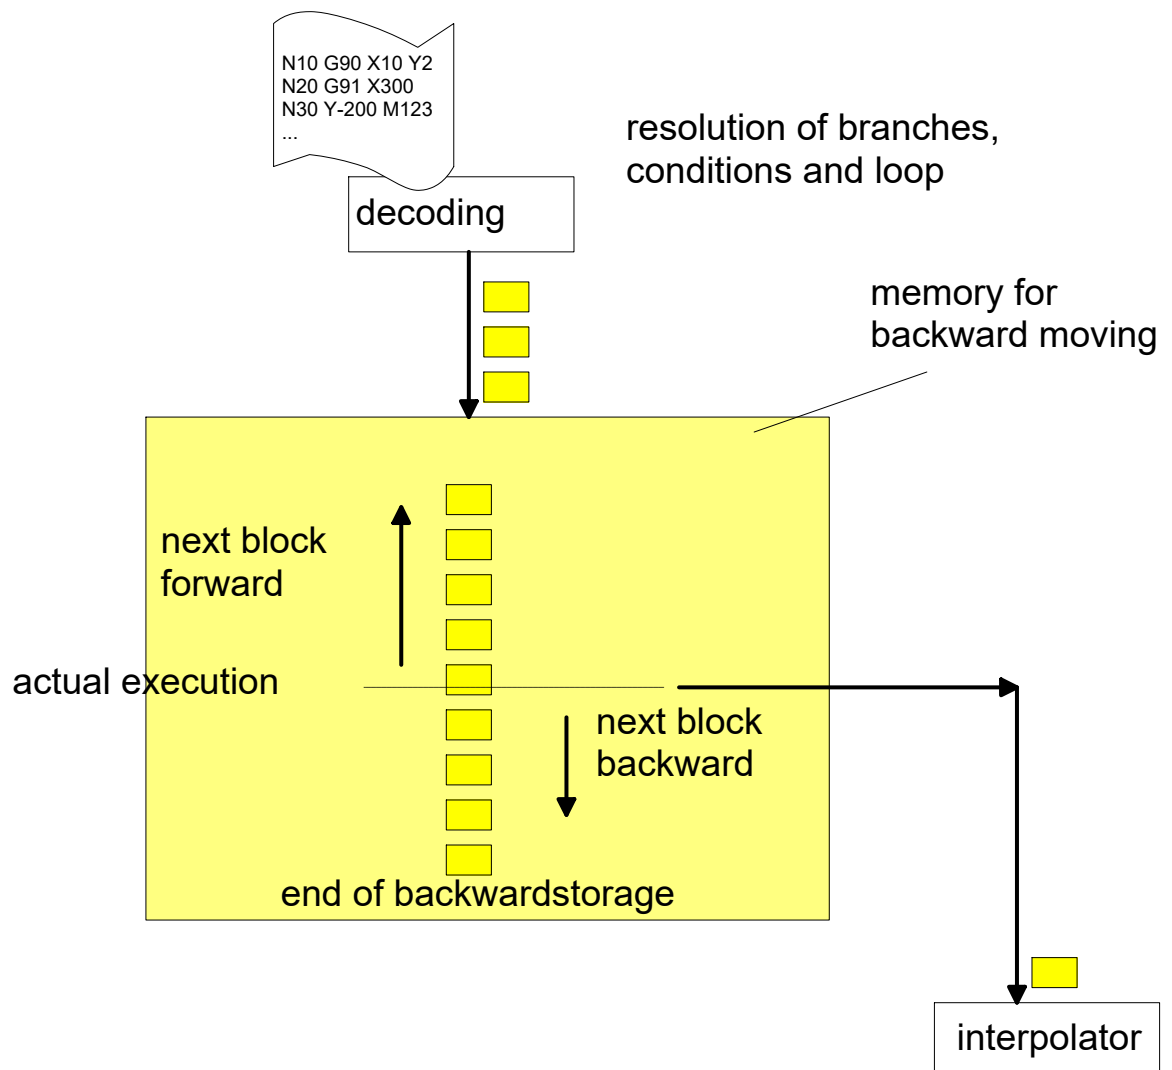 N10 G90 X10 Y2
N20 G91 X300
N30 Y-200 M123
...
resolution of branches,
conditions and loop
decoding
memory for
backward moving
next block
forward
actual execution
next block
backward
end of backwardstorage
interpolator